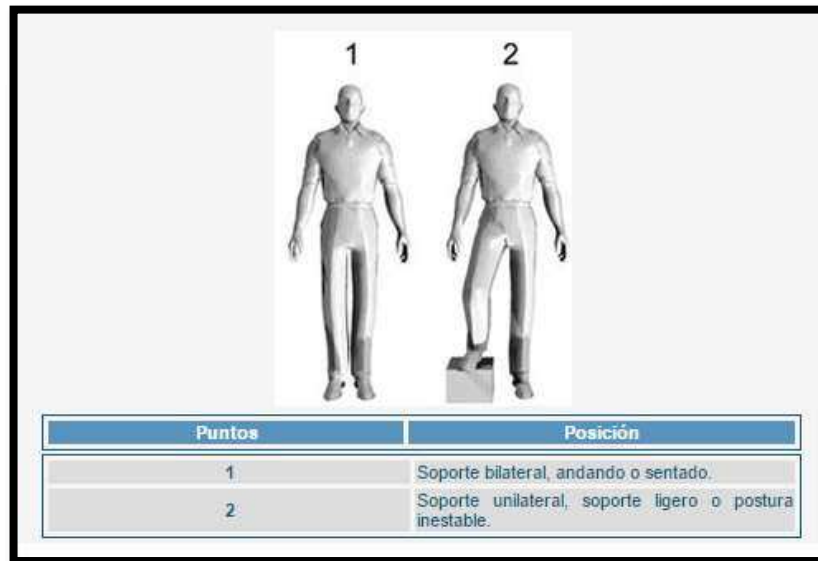 1 2
Puntos Posición
1 Soporte bilateral, andando o sentado.
2 Soporte unilateral, soporte ligero o postura
inestable.